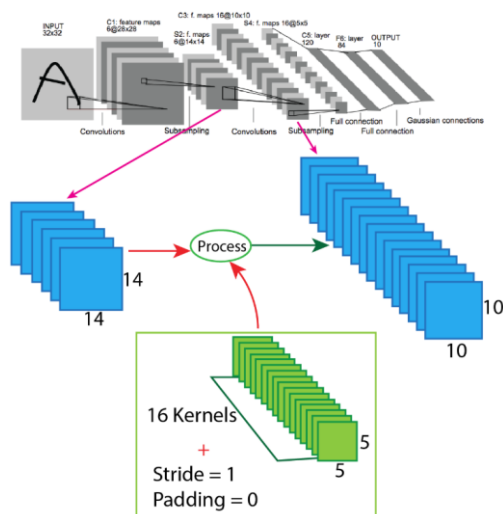 C3: f. maps 16@10x10
INPUT
32x32
C1: feature maps
6@28x28
S2: f. maps
6@14x14
S4: f. maps 16@5x5
C5: layer
120
F6: layer
84
OUTPUT
10
Convolutions
Subsampling
Convolutions
Subsampling
Full connection
Full connection
Gaussian connections
Process
14
14
10
10
16 Kernels
+
Stride = 1
Padding = 0
5
5